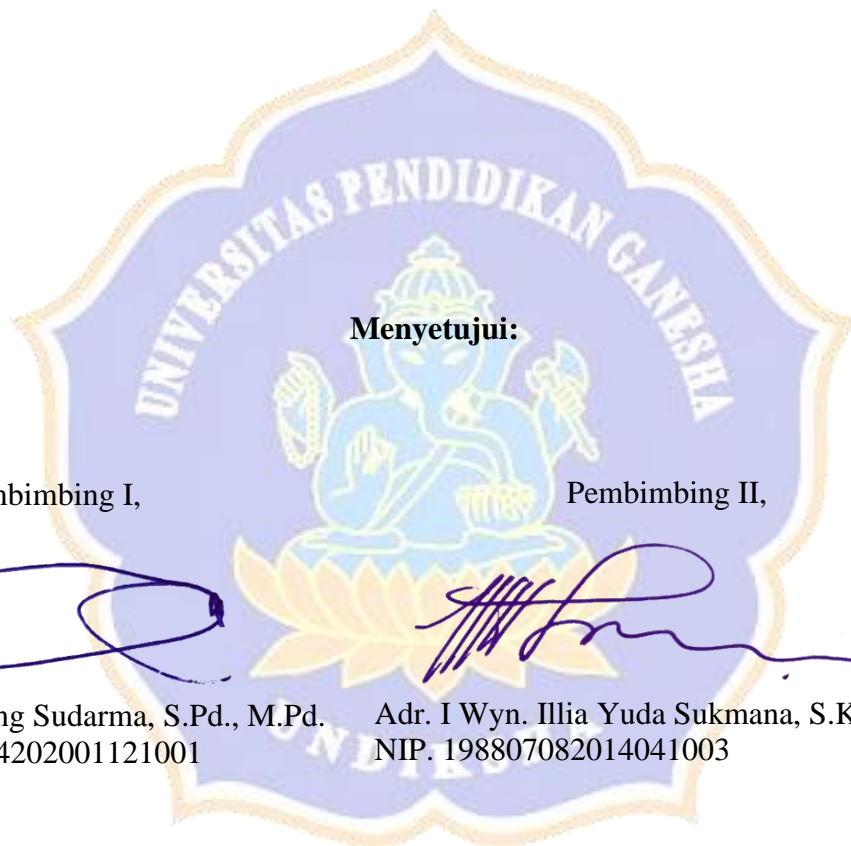 UNIVERSITAS PENDIDIKAN GANESHA
Menyetujui:
mbimbing I,
Pembimbing II,
ng Sudarma, S.Pd., M.Pd.
Adr. I Wyn. Illia Yuda Sukmana, S.K
4202001121001
NIP. 198807082014041003
UNDIKSHA